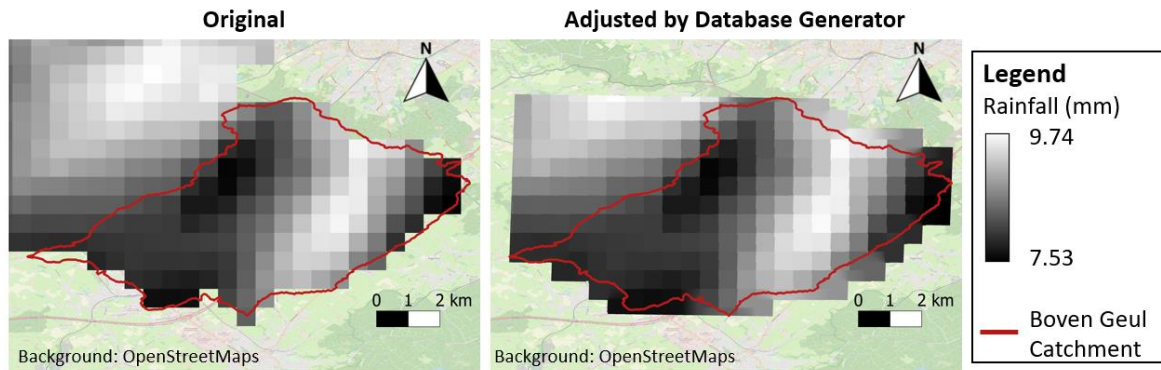 Original
N
0 1 2 km
Background: OpenStreetMaps
Adjusted by Database Generator
N
0 1 2 km
Background: OpenStreetMaps
Legend
Rainfall (mm)
9.74
7.53
Boven Geul
Catchment